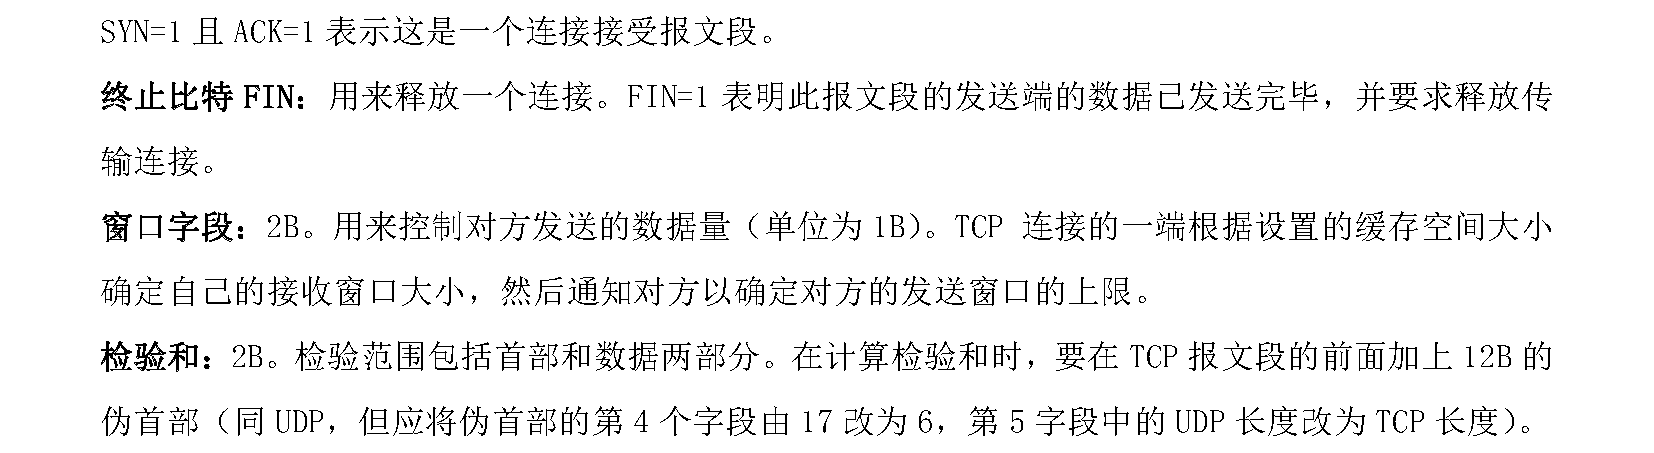 SYN=1 且 ACK=1 表示这是一个连接接受报文段。
终止比特 FIN：用来释放一个连接。FIN=1 表明此报文段的发送端的数据已发送完毕，并要求释放传
输连接。
窗口字段：2B。用来控制对方发送的数据量（单位为 1B）。TCP 连接的一端根据设置的缓存空间大小
确定自己的接收窗口大小，然后通知对方以确定对方的发送窗口的上限。
检验和：2B。检验范围包括首部和数据两部分。在计算检验和时，要在 TCP 报文段的前面加上 12B 的
伪首部（同 UDP，但应将伪首部的第 4 个字段由 17 改为 6，第 5 字段中的 UDP 长度改为 TCP 长度）。